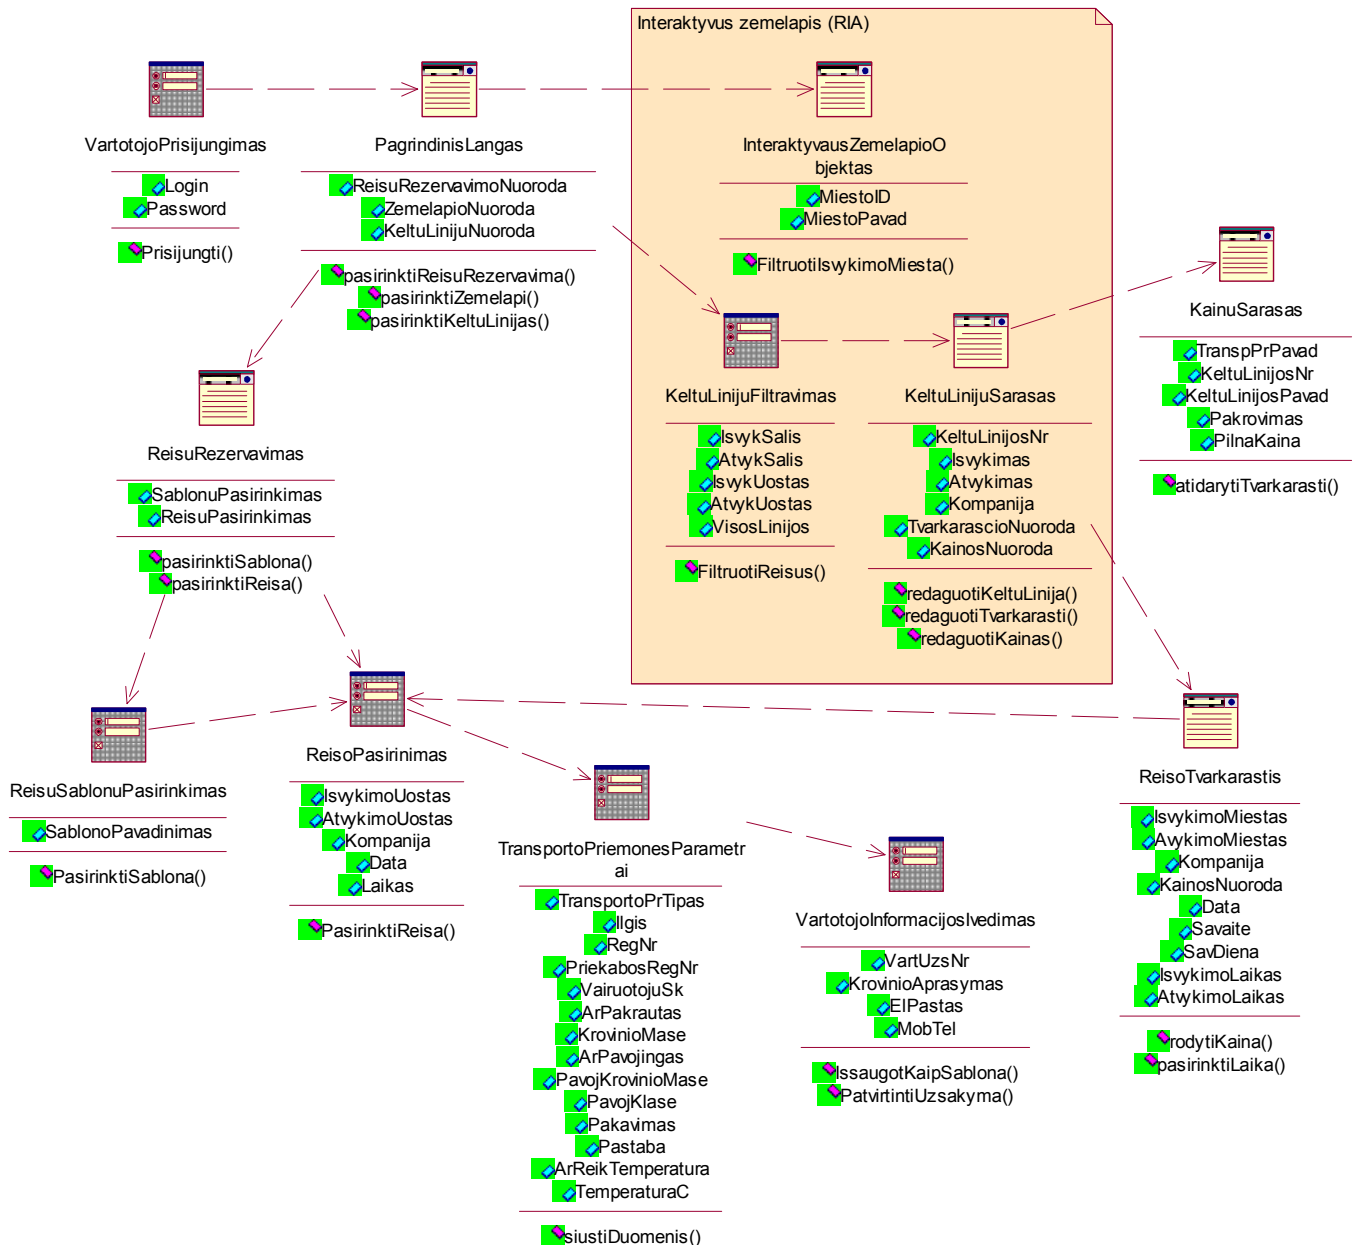 Interaktyvus zemelapis (RIA)
VartotojoPrisijungimas
Login
Password
Prisijungti()
PagrindinisLangas
ReisuRezervavimoNuoroda
ZemelapioNuoroda
KeltuLinijuNuoroda
pasirinktiReisuRezervavima()
pasirinktiZemelapi()
pasirinktiKeltuLinijas()
InteraktyvausZemelapioO
bjektas
MiestoID
MiestoPavad
FiltruotiIsvykimoMiesta()
KainuSarasas
TranspPrPavad
KeltuLinijosNr
KeltuLinijosPavad
Pakrovimas
PilnaKaina
atidarytiTvarkarasti()
KeltuLinijuFiltravimas
IsvykSalis
AtvykSalis
IsvykUostas
AtvykUostas
VisosLinijos
FiltruotiReisus()
KeltuLinijuSarasas
KeltuLinijosNr
Isvykimas
Atvykimas
Kompanija
TvarkarascioNuoroda
KainosNuoroda
redaguotiKeltuLinija()
redaguotiTvarkarasti()
redaguotiKainas()
ReisuRezervavimas
SablonuPasirinkimas
ReisuPasirinkimas
pasirinktiSablona()
pasirinktiReisa()
ReisuSablonuPasirinkimas
SablonoPavadinimas
PasirinktiSablona()
ReisoPasirinimas
IsvykimoUostas
AtvykimoUostas
Kompanija
Data
Laikas
PasirinktiReisa()
TransportoPriemonesParametr
ai
TransportoPrTipas
Ilgis
RegNr
PriekabosRegNr
VairuotojuSk
ArPakrautas
KrovinioMase
ArPavojingas
PavojKrovinioMase
PavojKlase
Pakavimas
Pastaba
ArReikTemperatura
TemperaturaC
siustiDuomenis()
VartotojoInformacijosIvedimas
VartUzsNr
KrovinioAprasymas
ElPastas
MobTel
IssaugotKaipSablona()
PatvirtintiUzsakyma()
ReisoTvarkarastis
IsvykimoMiestas
AvykimoMiestas
Kompanija
KainosNuoroda
Data
Savaite
SavDiena
IsvykimoLaikas
AtvykimoLaikas
rodytiKaina()
pasirinktiLaika()